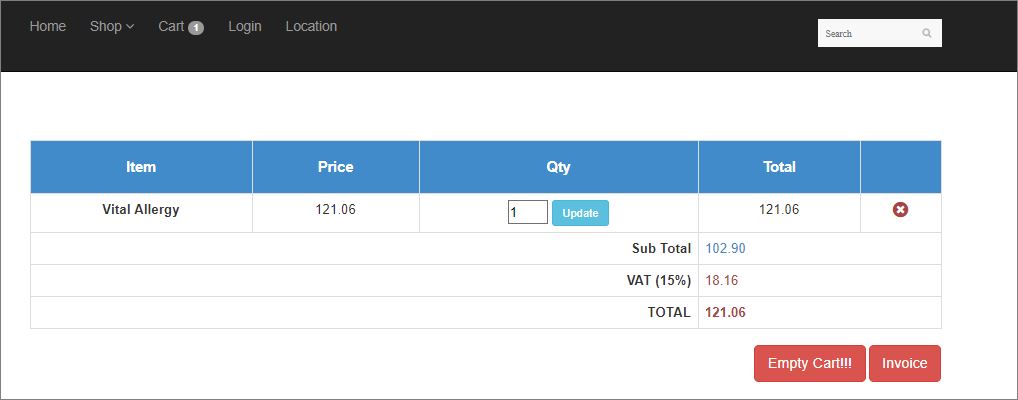 Home Shop Cart 1 Login Location Search
Item Price Qty Total
Vital Allergy 121.06 1 Update 121.06
Sub Total 102.90
VAT (15%) 18.16
TOTAL 121.06
Empty Cart!!! Invoice